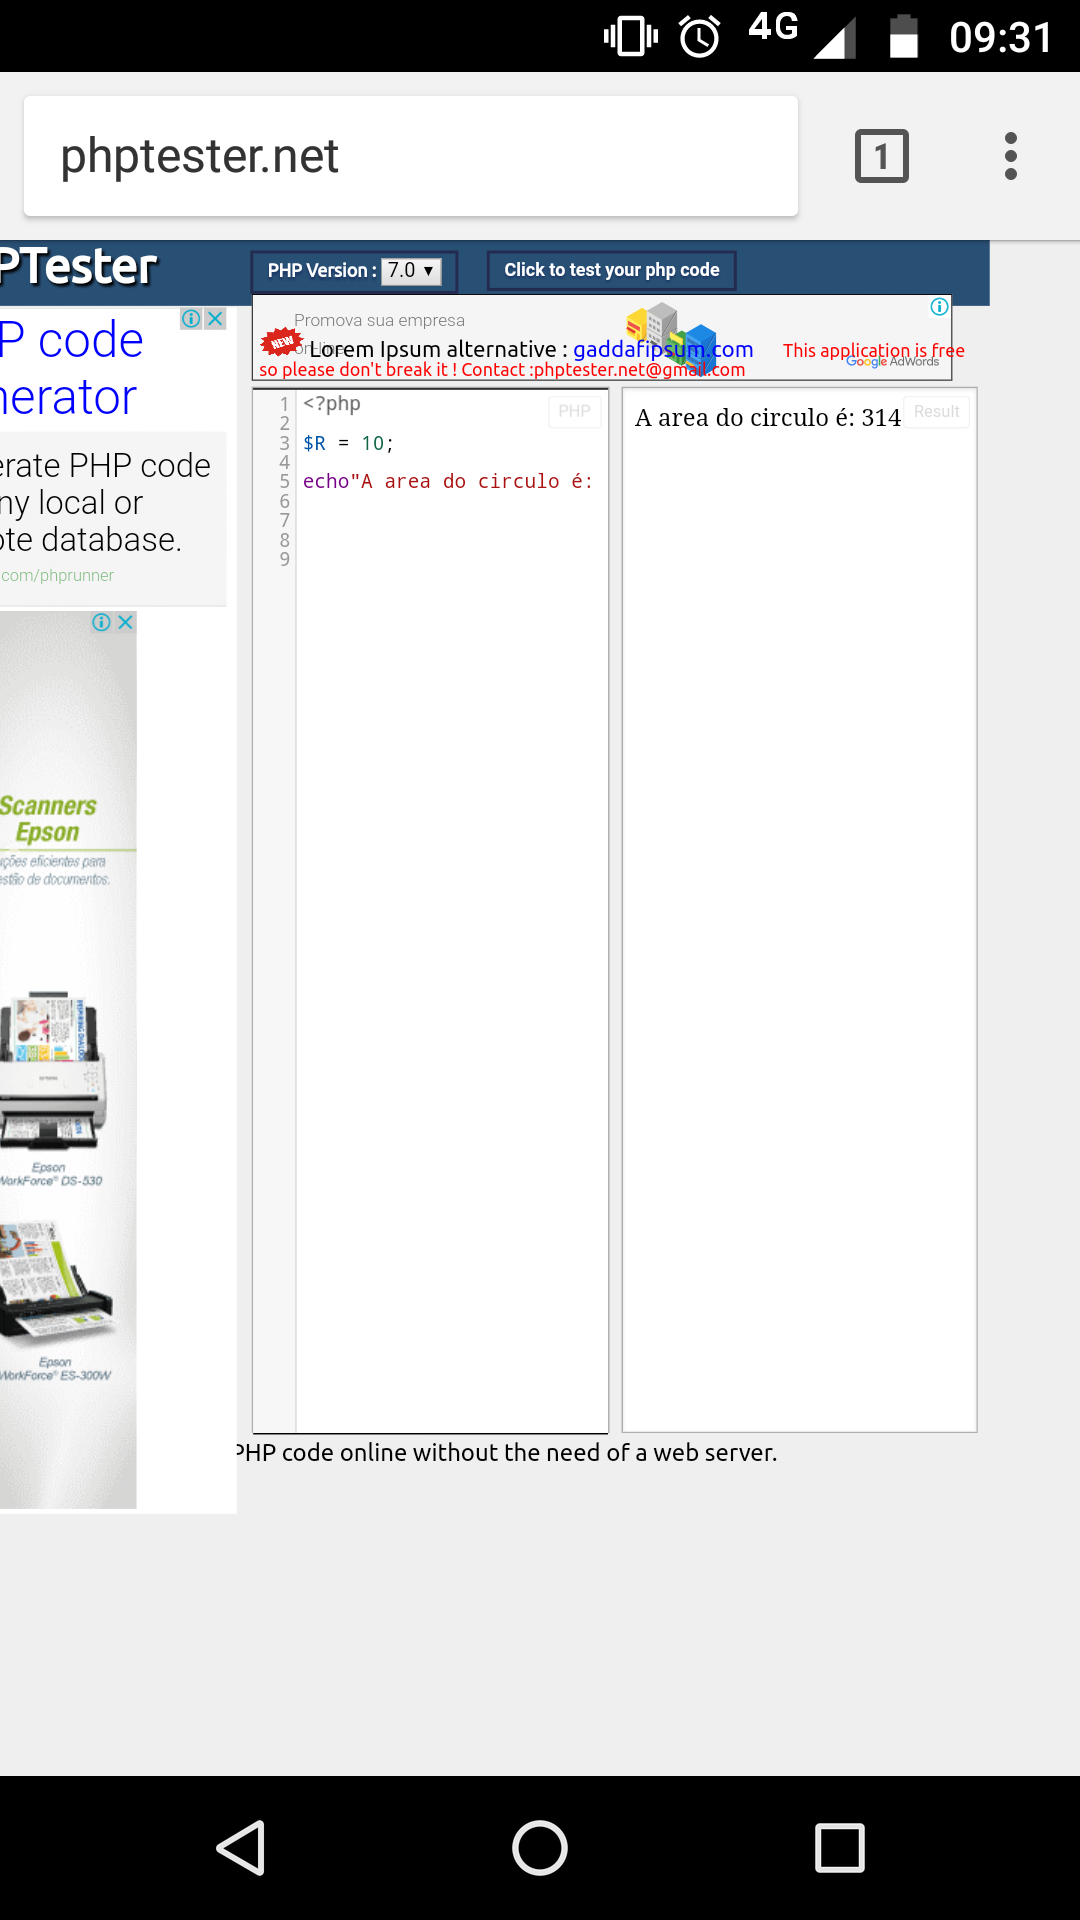 4G 09:31
phptester.net
1
PTester
PHP Version : 7.0 ▼
Click to test your php code
P code
nerator
erate PHP code
ny local or
ote database.
com/phprunner
Promova sua empresa
NEW Lorem Ipsum alternative : gaddafipsum.com This application is free
so please don't break it ! Contact :phptester.net@gmail.com
Google AdWords
PHP
1 <?php
2
3 $R = 10;
4
5 echo"A area do circulo é:
6
7
8
9
A area do circulo é: 314
Result
Scanners
Epson
uções eficientes para
estão de documentos.
Epson
WorkForce® DS-530
Epson
WorkForce® ES-300W
PHP code online without the need of a web server.